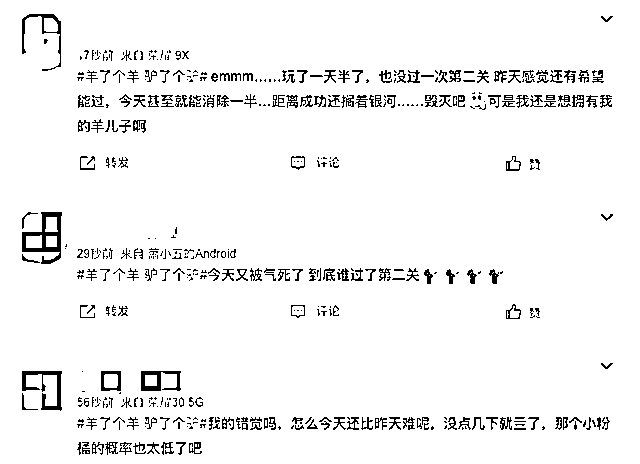 17秒前 来自 荣耀9X
#羊了个羊 驴了个驴# emmm……玩了一天半了，也没过一次第二关 昨天感觉还有希望
能过，今天甚至就能消除一半…距离成功还搁着银河……毁灭吧 可是我还是想拥有我
的羊儿子啊
转发 评论 赞
29秒前 来自 萧小五的Android
#羊了个羊 驴了个驴#今天又被气死了 到底谁过了第二关
转发 评论 赞
56秒前 来自 荣耀30 5G
#羊了个羊 驴了个驴#我的错觉吗，怎么今天还比昨天难呢，没点几下就亖了，那个小粉
橘的概率也太低了吧